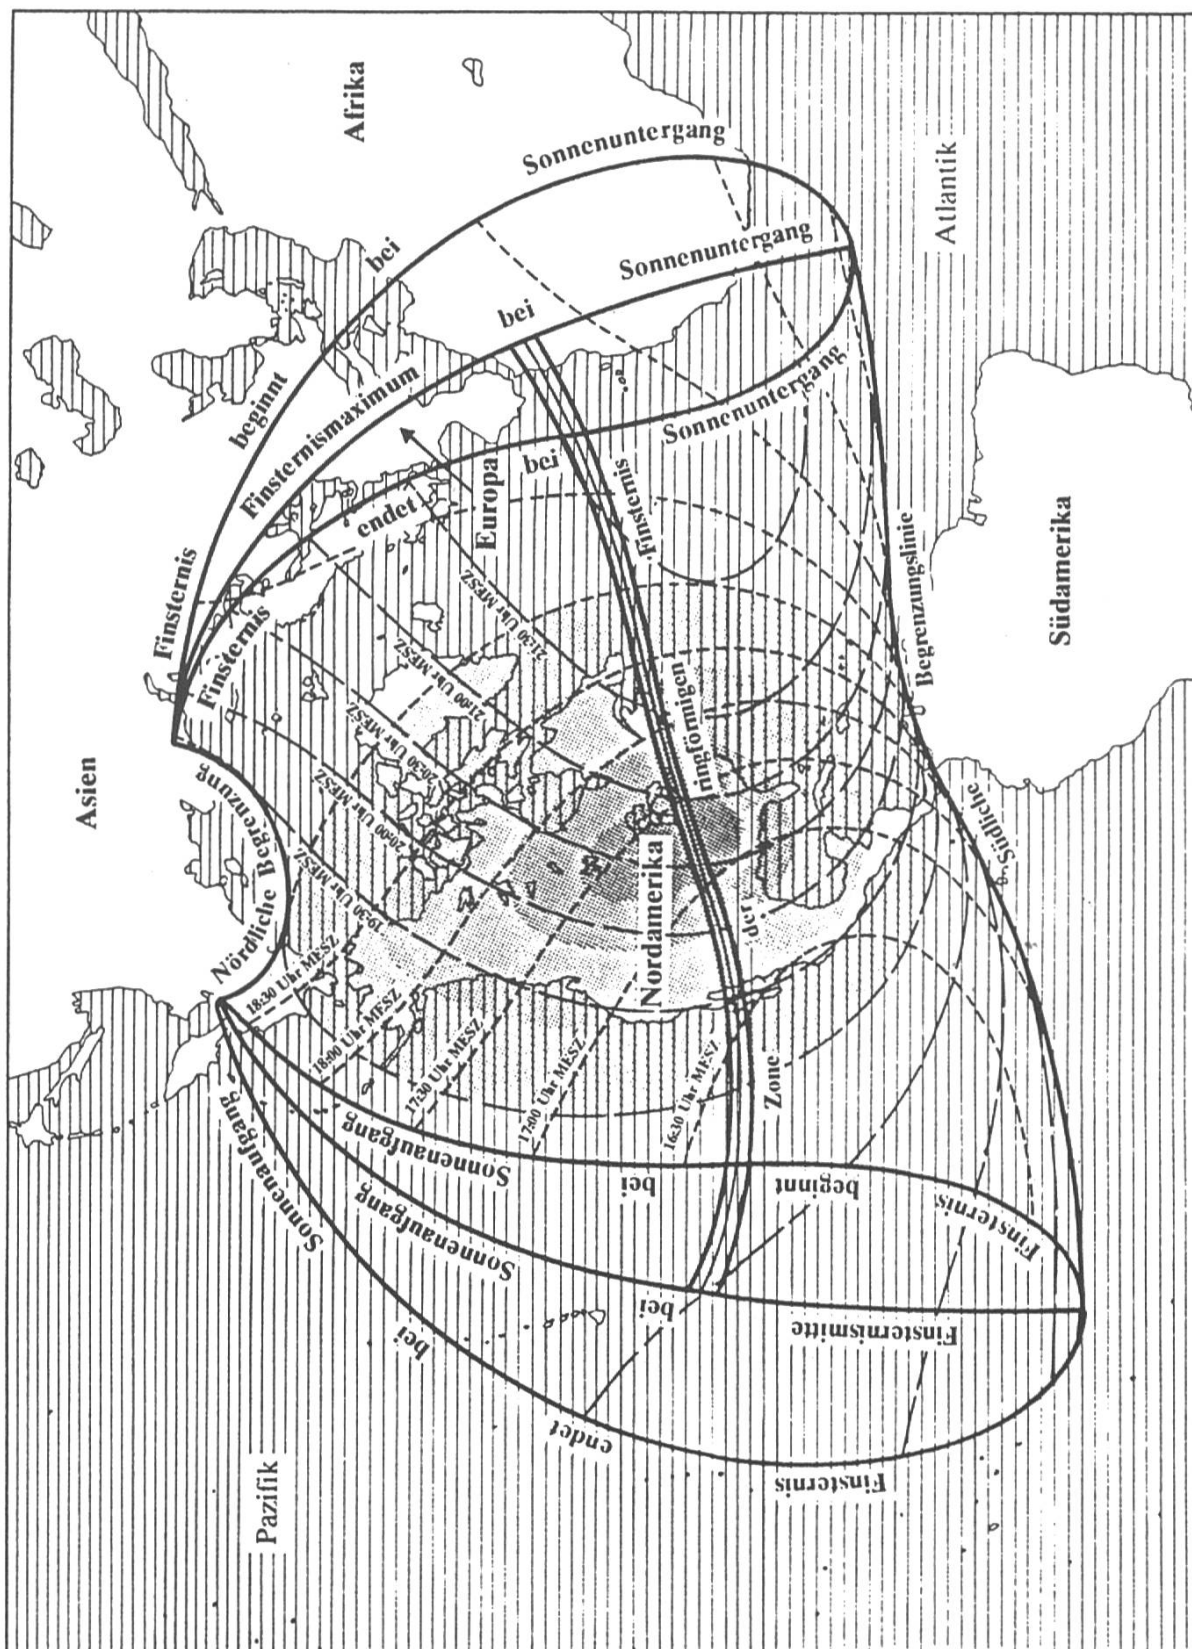 Asien
Afrika
Europa
Nordamerika
Südamerika
Atlantik
Pazifik
Finsternis beginnt bei Sonnenuntergang
Finsternismaximum bei Sonnenuntergang
Finsternis endet bei Sonnenuntergang
Nördliche Begrenzung
Südliche Begrenzungslinie
Zone der ringförmigen Finsternis
Finsternis beginnt bei Sonnenaufgang
Finsternismitte bei Sonnenaufgang
Finsternis endet bei Sonnenaufgang
16:30 Uhr MESZ
17:00 Uhr MESZ
17:30 Uhr MESZ
18:00 Uhr MESZ
18:30 Uhr MESZ
19:30 Uhr MESZ
20:00 Uhr MESZ
20:30 Uhr MESZ
21:00 Uhr MESZ
21:30 Uhr MESZ